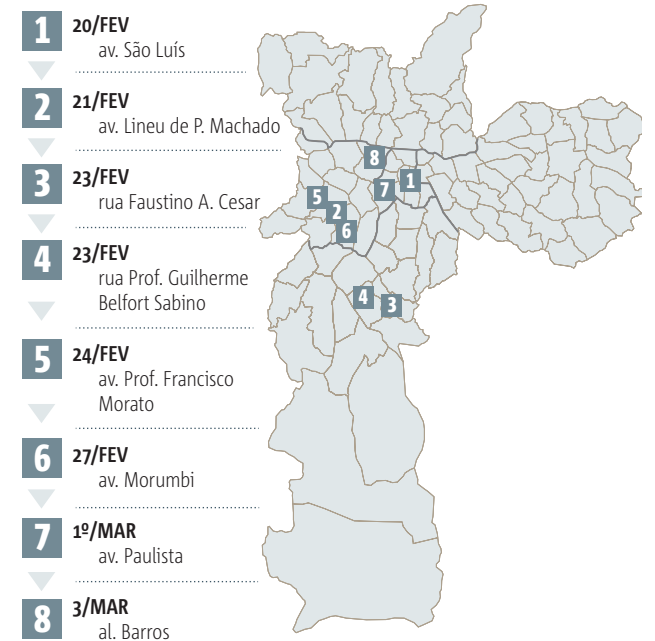 1
20/FEV
av. São Luís
2
21/FEV
av. Lineu de P. Machado
3
23/FEV
rua Faustino A. Cesar
4
23/FEV
rua Prof. Guilherme
Belfort Sabino
5
24/FEV
av. Prof. Francisco
Morato
6
27/FEV
av. Morumbi
7
1º/MAR
av. Paulista
8
3/MAR
al. Barros
8
1
7
5
2
6
4
3